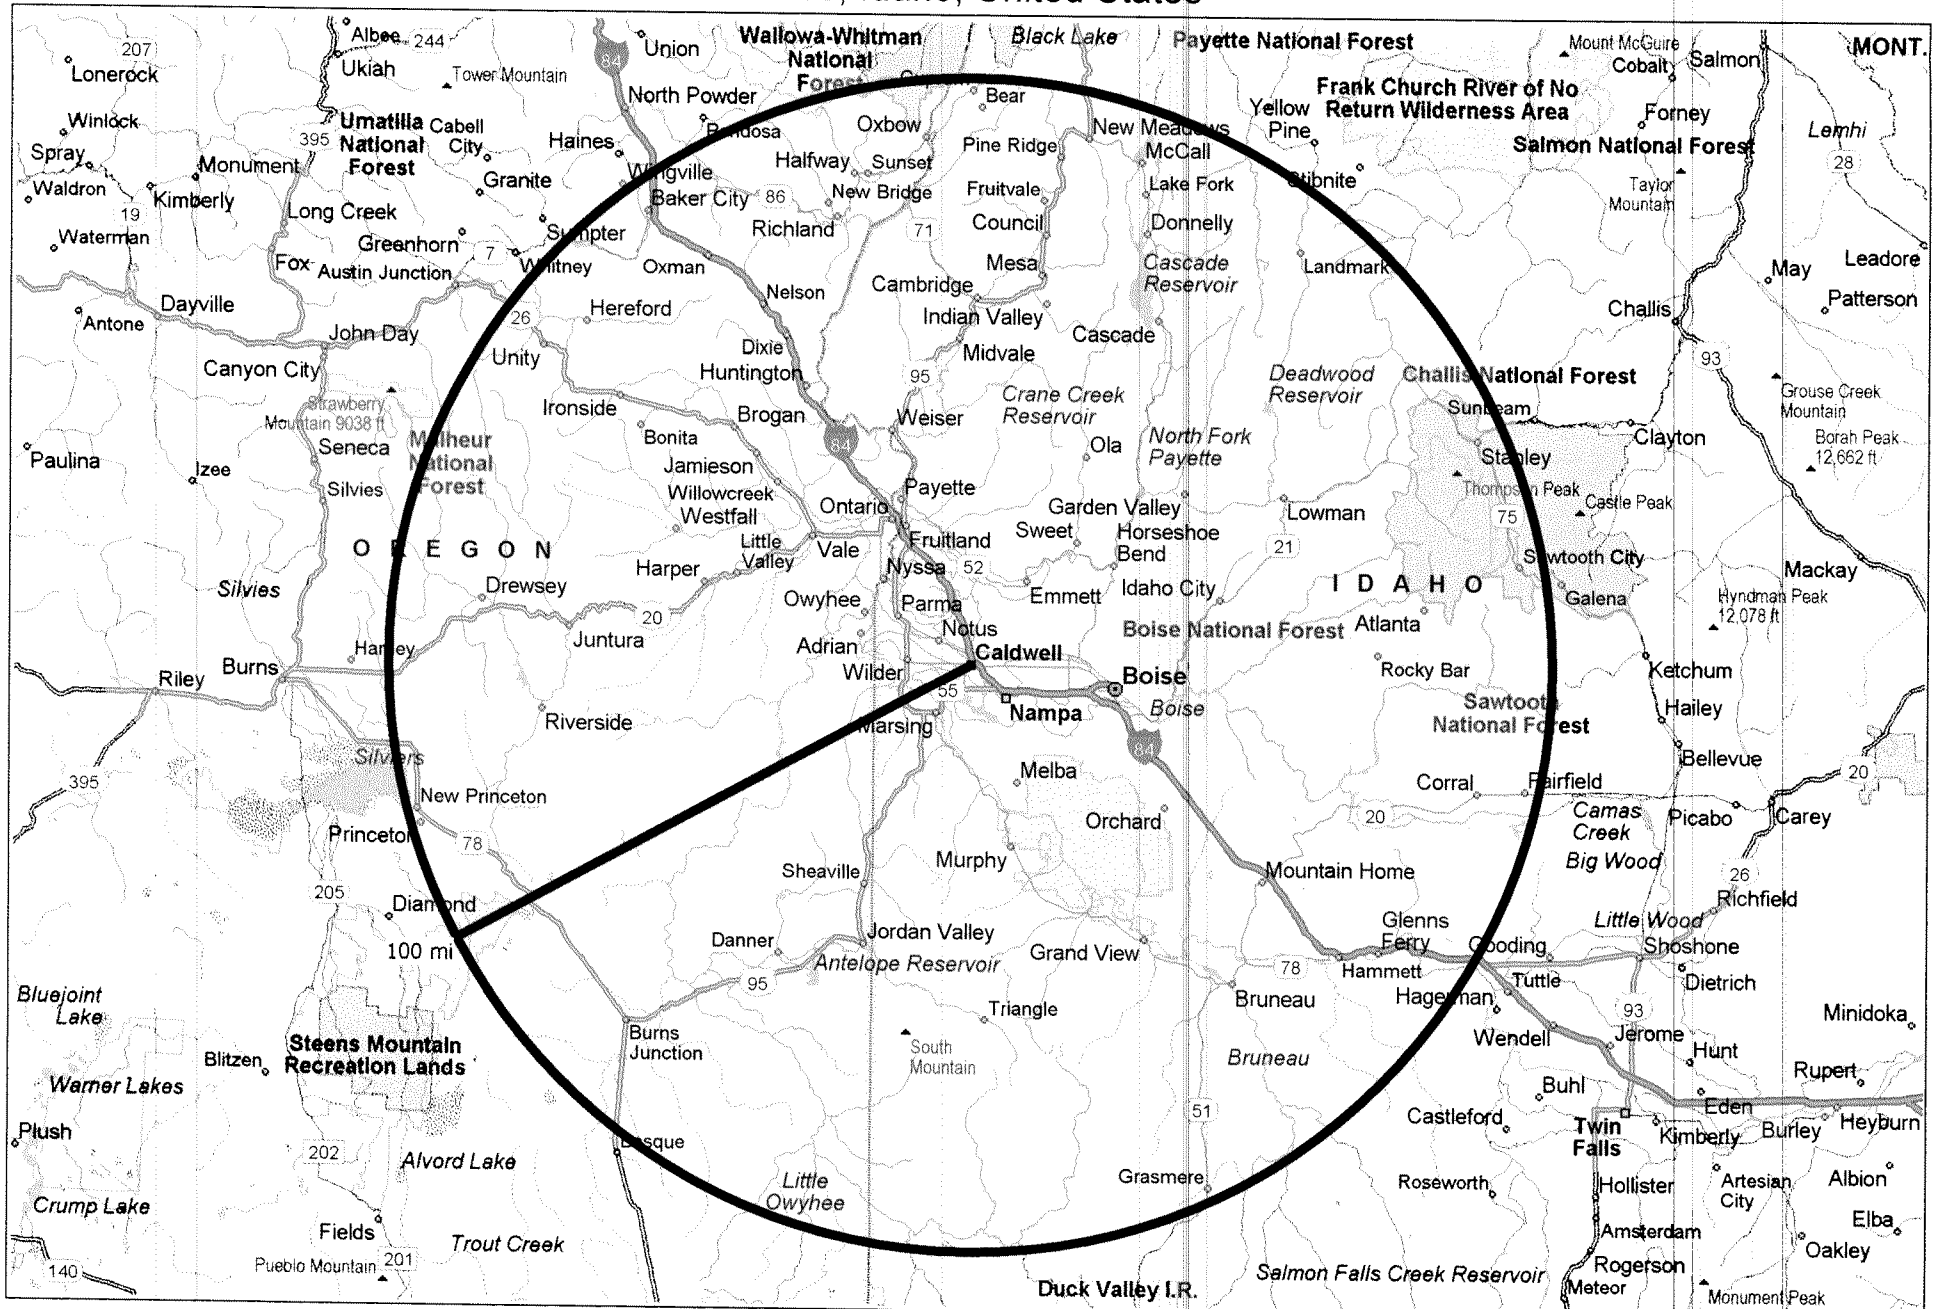 Idaho, United States
207
Albee
244
Union
Wallowa-Whitman
National
Forest
Black Lake
Payette National Forest
Mount McGuire
Cobalt
Salmon
MONT.
Lonerock
Ukiah
Tower Mountain
84
North Powder
Bear
Frank Church River of No
Return Wilderness Area
Yellow
Pine
Forney
Winlock
395
Umatilla
National
Forest
Cabell
City
Haines
Pondosa
Oxbow
New Meadows
McCall
Salmon National Forest
Lemhi
28
Spray
Monument
Halfway
Sunset
Pine Ridge
Waldron
Kimberly
Granite
Wingville
Baker City
86
New Bridge
Fruitvale
Lake Fork
Stibnite
Taylor
Mountain
19
Long Creek
Richland
71
Council
Donnelly
Waterman
Greenhorn
7
Sumpter
Whitney
Oxman
Mesa
Cascade
Reservoir
Landmark
May
Leadore
Fox
Austin Junction
Dayville
Nelson
Cambridge
Patterson
Antone
26
Hereford
Indian Valley
Challis
John Day
Unity
Dixie
Midvale
Cascade
93
Canyon City
Huntington
95
Deadwood
Reservoir
Challis National Forest
Strawberry
Mountain 9038 ft
Ironside
Brogan
Weiser
Crane Creek
Reservoir
Sunbeam
Grouse Creek
Mountain
Seneca
Malheur
National
Forest
Bonita
84
Ola
North Fork
Payette
Clayton
Borah Peak
12,662 ft
Paulina
Izee
Jamieson
Stanley
Silvies
Willowcreek
Payette
Thompson Peak
Castle Peak
Westfall
Ontario
Garden Valley
Lowman
75
Sweet
Horseshoe
Bend
OREGON
Little
Valley
Vale
Fruitland
21
Sawtooth City
Mackay
Harper
Nyssa
52
Silvies
Drewsey
Owyhee
Parma
Emmett
Idaho City
IDAHO
Galena
Hyndman Peak
12,078 ft
20
Juntura
Adrian
Notus
Boise National Forest
Atlanta
Burns
Harney
Wilder
Caldwell
Rocky Bar
Ketchum
Riley
55
Boise
Riverside
Marsing
Nampa
Boise
Sawtooth
National Forest
Hailey
Silviers
84
Bellevue
395
Melba
Corral
Fairfield
20
New Princeton
Orchard
20
Camas
Creek
Picabo
Carey
Princeton
78
Murphy
Big Wood
Sheaville
Mountain Home
26
Richfield
205
Diamond
Glenns
Ferry
Little Wood
100 mi
Danner
Jordan Valley
Grand View
Gooding
Shoshone
Antelope Reservoir
78
Hammett
Tuttle
Dietrich
95
Bluejoint
Lake
Triangle
Bruneau
Hagerman
93
Minidoka
Burns
Junction
South
Mountain
Wendell
Jerome
Hunt
Steens Mountain
Recreation Lands
Blitzen
Bruneau
Rupert
Warner Lakes
51
Buhl
Eden
Castleford
Twin
Falls
Kimberly
Burley
Heyburn
Plush
202
Alvord Lake
Basque
Little
Owyhee
Grasmere
Roseworth
Hollister
Artesian
City
Albion
Crump Lake
Fields
Trout Creek
Amsterdam
Elba
Pueblo Mountain
201
Oakley
140
Duck Valley I.R.
Salmon Falls Creek Reservoir
Rogerson
Meteor
Monument Peak